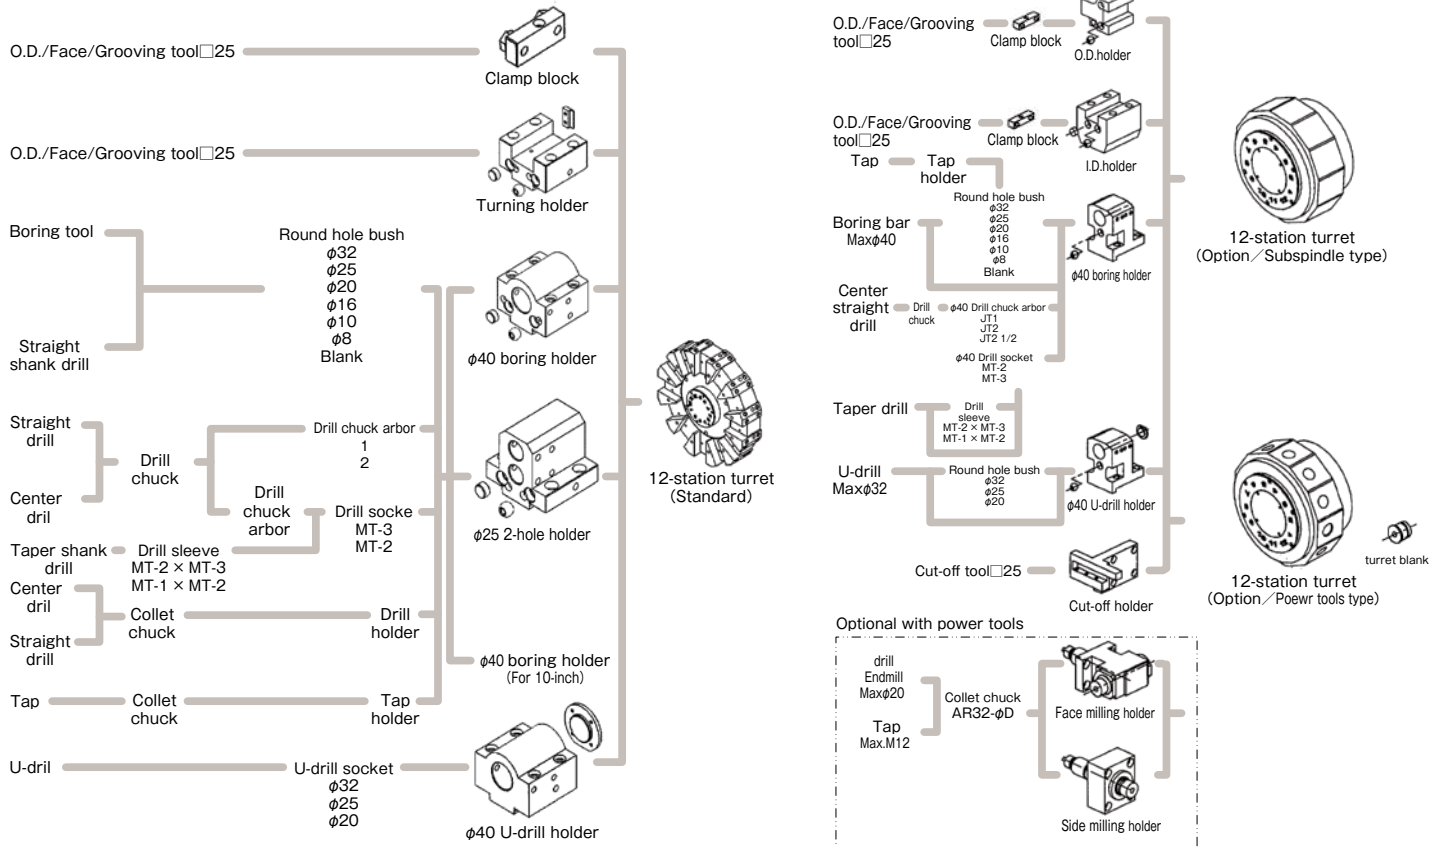 O.D./Face/Grooving tool□25
Clamp block
O.D./Face/Grooving tool□25
Turning holder
Boring tool
Straight
shank drill
Round hole bush
φ32
φ25
φ20
φ16
φ10
φ8
Blank
φ40 boring holder
Straight
drill
Center
dril
Drill
chuck
Drill chuck arbor
1
2
Drill
chuck
arbor
Drill socke
MT-3
MT-2
φ25 2-hole holder
Taper shank
drill
Drill sleeve
MT-2 × MT-3
MT-1 × MT-2
Center
dril
Straight
drill
Collet
chuck
Drill
holder
φ40 boring holder
(For 10-inch)
Tap
Collet
chuck
Tap
holder
U-dril
U-drill socket
φ32
φ25
φ20
φ40 U-drill holder
12-station turret
(Standard)
O.D./Face/Grooving
tool□25
Clamp block
O.D.holder
O.D./Face/Grooving
tool□25
Clamp block
I.D.holder
Tap
Tap
holder
Boring bar
Maxφ40
Round hole bush
φ32
φ25
φ20
φ16
φ10
φ8
Blank
φ40 boring holder
Center
straight
drill
Drill
chuck
φ40 Drill chuck arbor
JT1
JT2
JT2 1/2
φ40 Drill socket
MT-2
MT-3
Taper drill
Drill
sleeve
MT-2 × MT-3
MT-1 × MT-2
U-drill
Maxφ32
Round hole bush
φ32
φ25
φ20
φ40 U-drill holder
Cut-off tool□25
Cut-off holder
12-station turret
(Option／Subspindle type)
12-station turret
(Option／Poewr tools type)
turret blank
Optional with power tools
drill
Endmill
Maxφ20
Tap
Max.M12
Collet chuck
AR32-φD
Face milling holder
Side milling holder